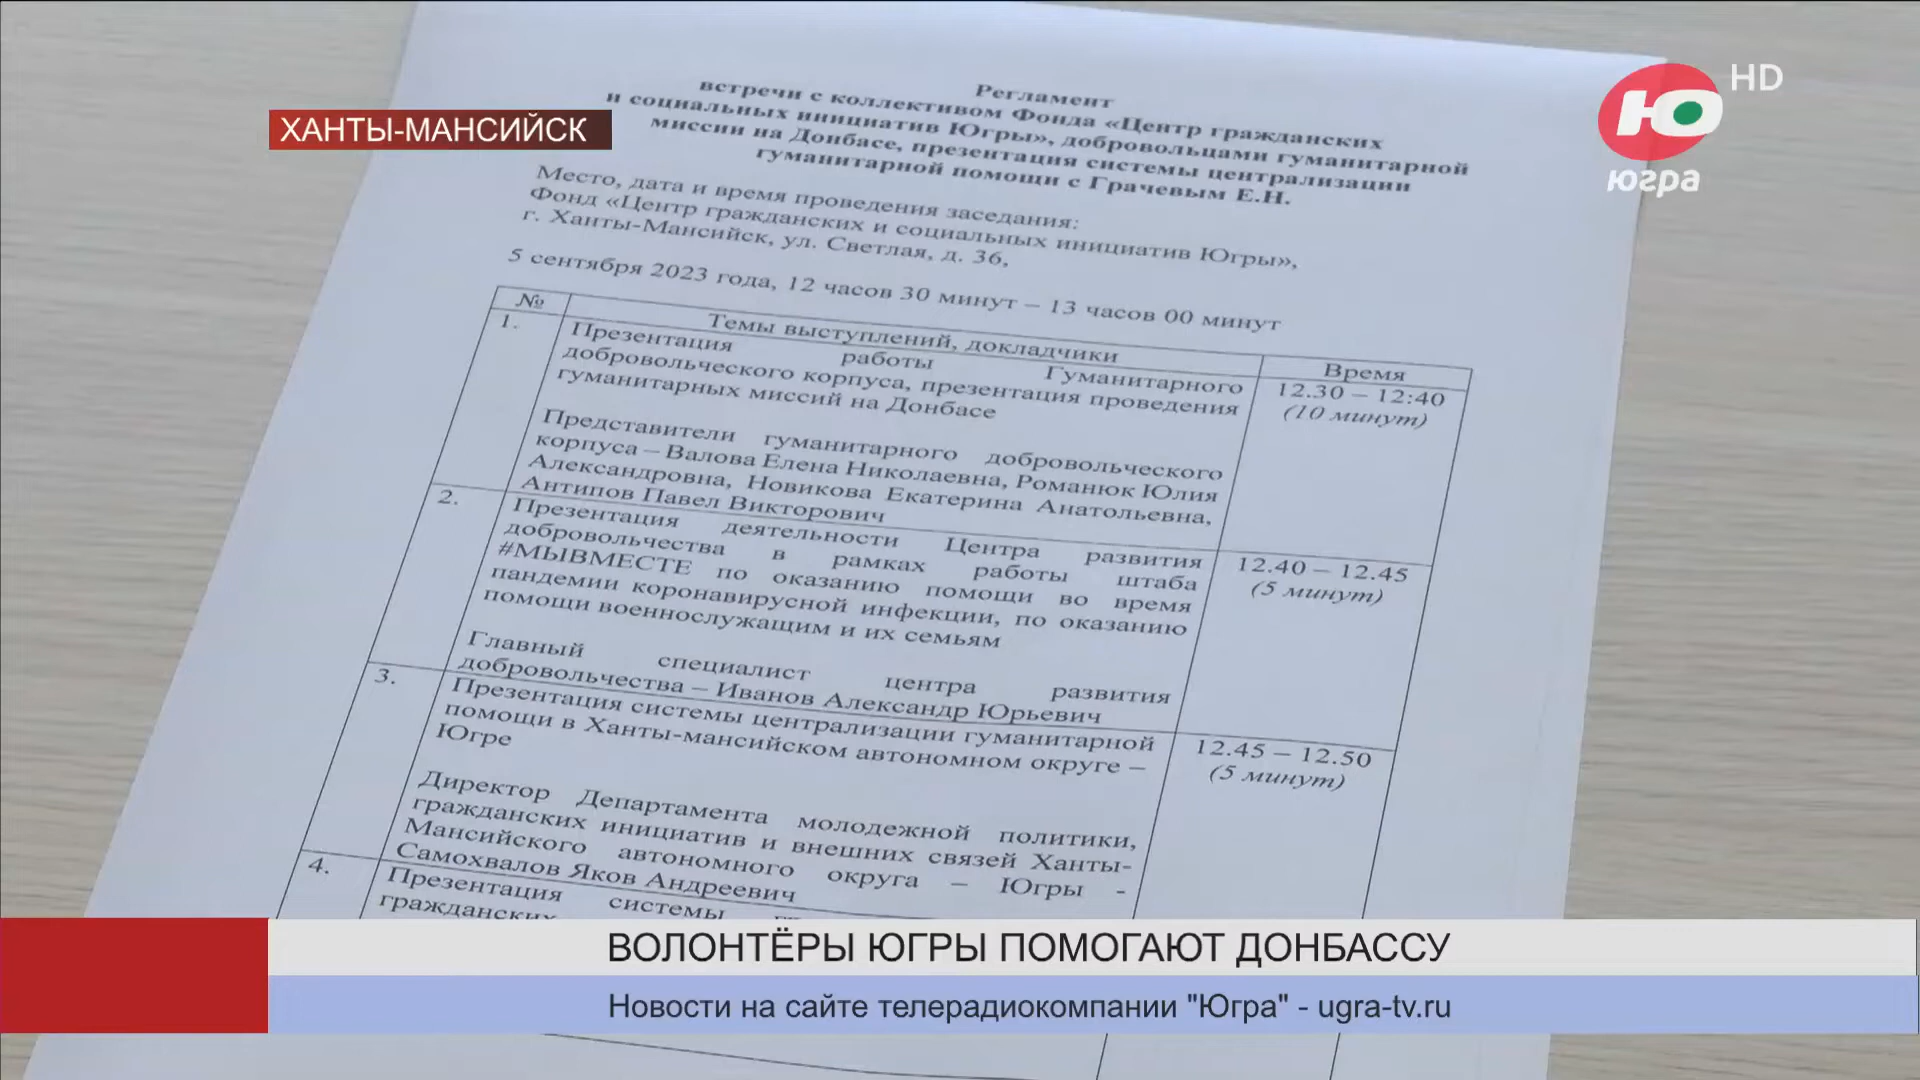 HD
Ю
югра
ХАНТЫ-МАНСИЙСК
Регламент
встречи с коллективом Фонда «Центр гражданских
и социальных инициатив Югры», добровольцами гуманитарной
миссии на Донбасе, презентация системы централизации
гуманитарной помощи с Грачевым Е.Н.
Место, дата и время проведения заседания:
Фонд «Центр гражданских и социальных инициатив Югры»,
г. Ханты-Мансийск, ул. Светлая, д. 36,
5 сентября 2023 года, 12 часов 30 минут – 13 часов 00 минут
№ Темы выступлений, докладчики Время
1. Презентация работы Гуманитарного 12.30 – 12:40
добровольческого корпуса, презентация проведения (10 минут)
гуманитарных миссий на Донбасе
Представители гуманитарного добровольческого
корпуса – Валова Елена Николаевна, Романюк Юлия
Александровна, Новикова Екатерина Анатольевна,
Антипов Павел Викторович
2. Презентация деятельности Центра развития 12.40 – 12.45
добровольчества в рамках работы штаба (5 минут)
#МЫВМЕСТЕ по оказанию помощи во время
пандемии коронавирусной инфекции, по оказанию
помощи военнослужащим и их семьям
Главный специалист центра развития
добровольчества – Иванов Александр Юрьевич
3. Презентация системы централизации гуманитарной 12.45 – 12.50
помощи в Ханты-мансийском автономном округе – (5 минут)
Югре
Директор Департамента молодежной политики,
гражданских инициатив и внешних связей Ханты-
Мансийского автономного округа – Югры -
Самохвалов Яков Андреевич
4. Презентация системы
гражданских
ВОЛОНТЁРЫ ЮГРЫ ПОМОГАЮТ ДОНБАССУ
Новости на сайте телерадиокомпании "Югра" - ugra-tv.ru